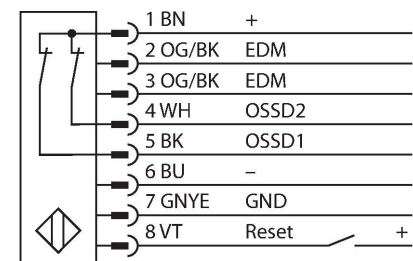 1 BN +
2 OG/BK EDM
3 OG/BK EDM
4 WH OSSD2
5 BK OSSD1
6 BU –
7 GNYE GND
8 VT Reset +